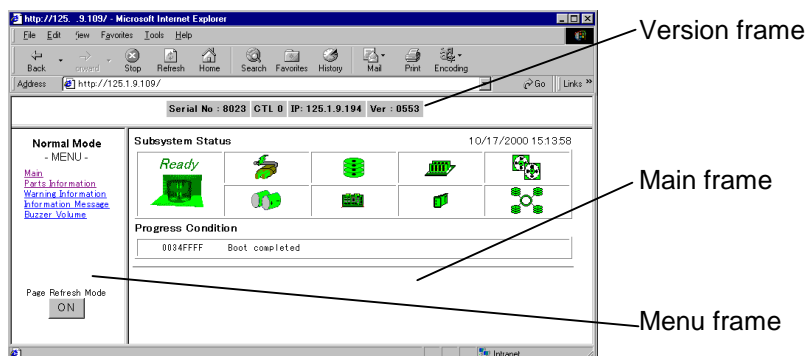 http://125. .9.109/ - Microsoft Internet Explorer
File Edit View Favorites Tools Help
Back Forward Stop Refresh Home Search Favorites History Mail Print Encoding
Address http://125.1.9.109/ Go Links »
Serial No : 8023 CTL 0 IP: 125.1.9.194 Ver : 0553
Normal Mode
- MENU -
Main
Parts Information
Warning Information
Information Message
Buzzer Volume
Page Refresh Mode
ON
Subsystem Status 10/17/2000 15:13:58
Ready
Progress Condition
0034FFFF Boot completed
Intranet
Version frame
Main frame
Menu frame